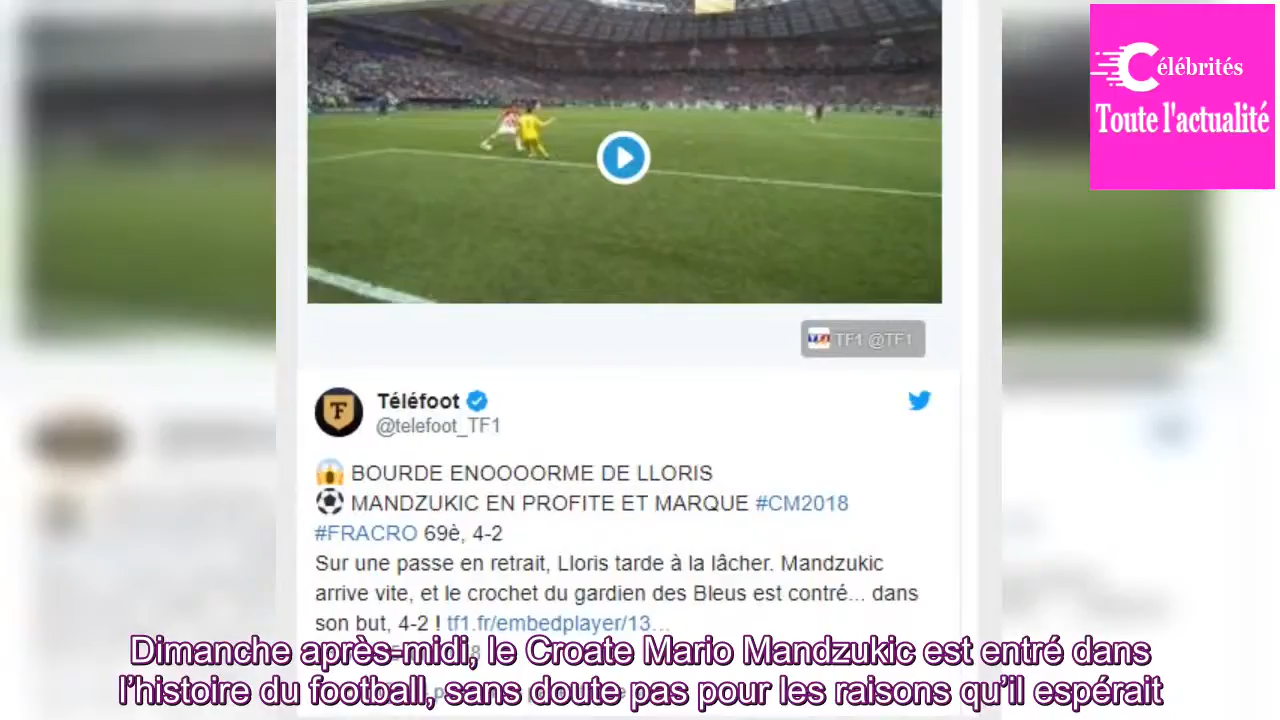 Célébrités
Toute l'actualité
TF1 @TF1
Téléfoot
@telefoot_TF1
😱 BOURDE ENOOOORME DE LLORIS
⚽ MANDZUKIC EN PROFITE ET MARQUE #CM2018
#FRACRO 69è, 4-2
Sur une passe en retrait, Lloris tarde à la lâcher. Mandzukic
arrive vite, et le crochet du gardien des Bleus est contré... dans
son but, 4-2 ! tf1.fr/embedplayer/13...
Dimanche après-midi, le Croate Mario Mandzukic est entré dans
l'histoire du football, sans doute pas pour les raisons qu'il espérait